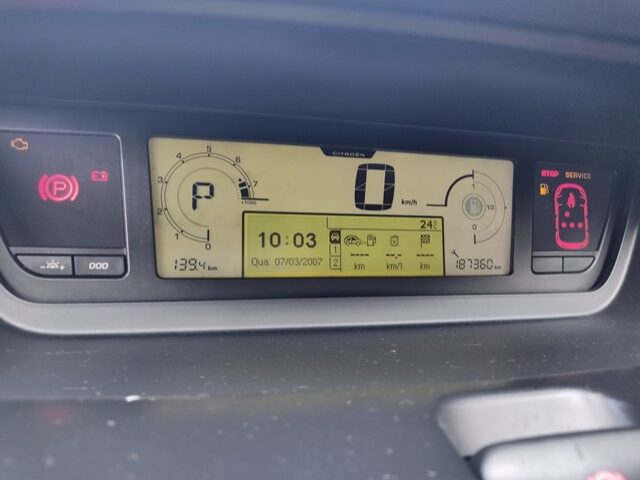 CITROËN
STOP SERVICE
4 5 6 7 x1000
3 2 1 0
P
0 km/h
1 1/2 0
24
10:03
Qua. 07/03/2007
1 2
---- km
--.- km/l
---- km
139.4 km
187360 km
P
000